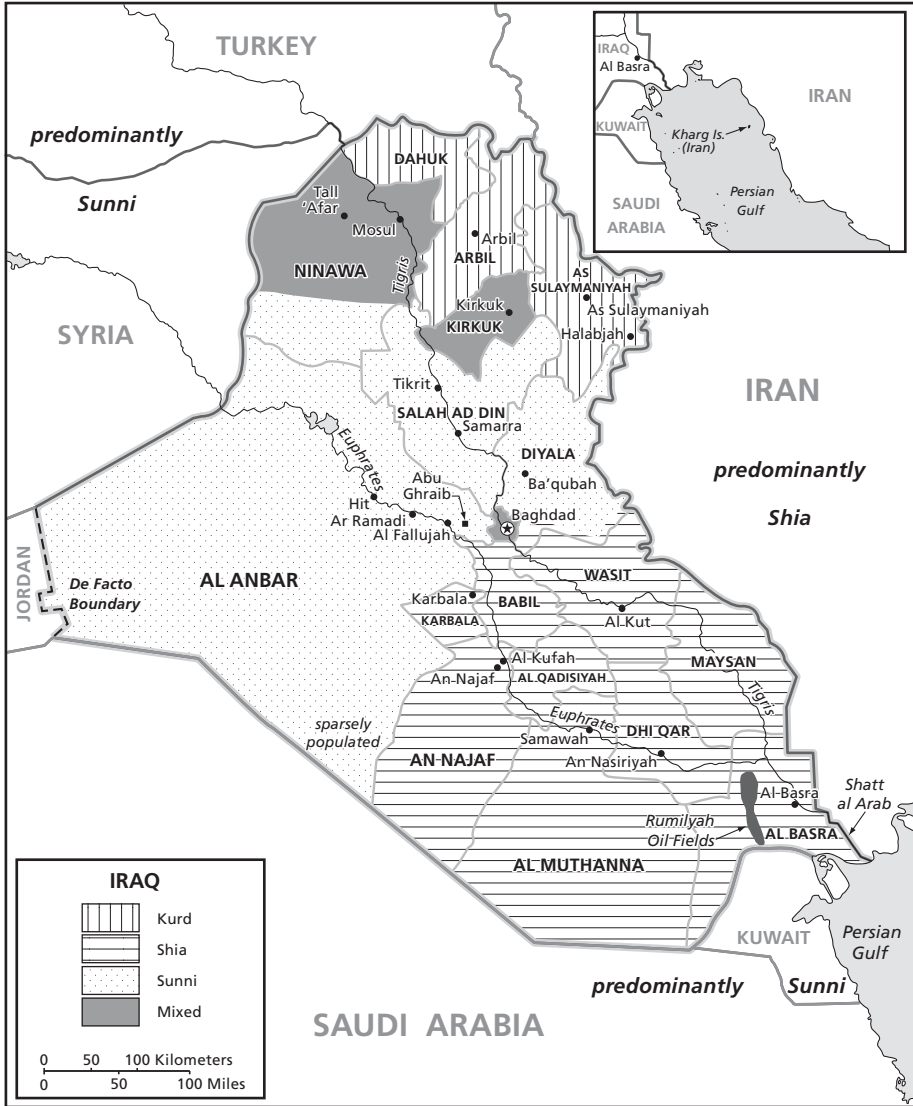 TURKEY
predominantly
Sunni
SYRIA
JORDAN
De Facto
Boundary
DAHUK
Tall
'Afar
Mosul
NINAWA
Tigris
Arbil
ARBIL
AS
SULAYMANIYAH
As Sulaymaniyah
Halabjah
Kirkuk
KIRKUK
Tikrit
SALAH AD DIN
Samarra
DIYALA
Ba'qubah
Euphrates
Abu
Ghraib
Hit
Ar Ramadi
Al Fallujah
Baghdad
AL ANBAR
WASIT
Karbala
KARBALA
BABIL
Al Kut
Al Kufah
An Najaf
AL QADISIYAH
MAYSAN
Tigris
sparsely
populated
Euphrates
Samawah
DHI QAR
AN NAJAF
An Nasiriyah
Al Basra
Shatt
al Arab
Rumilyah
Oil Fields
AL BASRA
AL MUTHANNA
KUWAIT
Persian
Gulf
predominantly
Sunni
SAUDI ARABIA
IRAN
predominantly
Shia
IRAQ
Al Basra
IRAN
KUWAIT
Kharg Is.
(Iran)
SAUDI
ARABIA
Persian
Gulf
IRAQ
Kurd
Shia
Sunni
Mixed
0 50 100 Kilometers
0 50 100 Miles